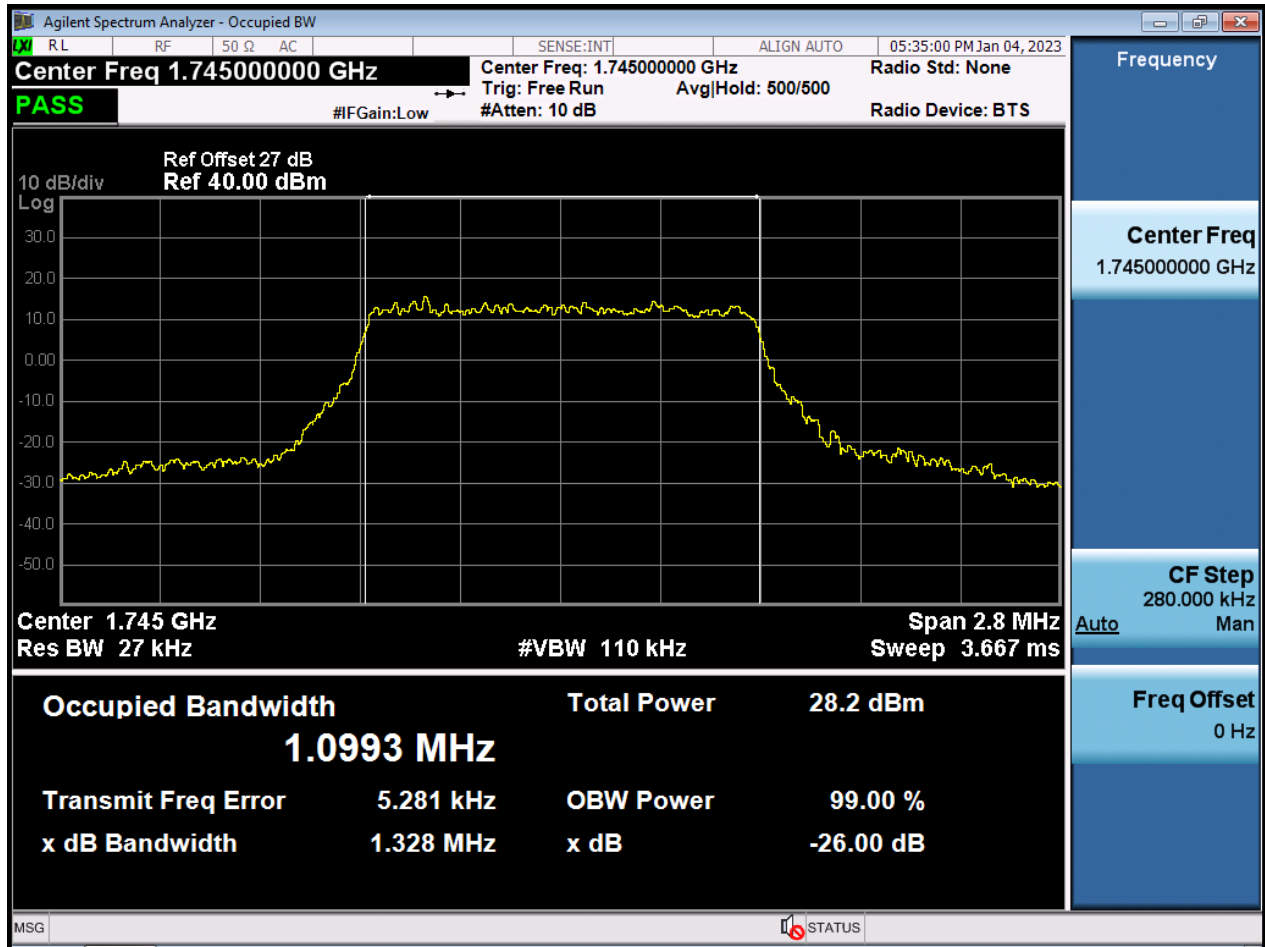 Agilent Spectrum Analyzer - Occupied BW
LXI RL RF 50 Ω AC SENSE:INT ALIGN AUTO 05:35:00 PM Jan 04, 2023
Center Freq 1.745000000 GHz
PASS
#IFGain:Low
Center Freq: 1.745000000 GHz
Trig: Free Run Avg|Hold: 500/500
#Atten: 10 dB
Radio Std: None
Radio Device: BTS
Ref Offset 27 dB
10 dB/div Ref 40.00 dBm
Log
30.0
20.0
10.0
0.00
-10.0
-20.0
-30.0
-40.0
-50.0
Center 1.745 GHz Span 2.8 MHz
Res BW 27 kHz #VBW 110 kHz Sweep 3.667 ms
Occupied Bandwidth Total Power 28.2 dBm
1.0993 MHz
Transmit Freq Error 5.281 kHz OBW Power 99.00 %
x dB Bandwidth 1.328 MHz x dB -26.00 dB
Frequency
Center Freq
1.745000000 GHz
CF Step
280.000 kHz
Auto Man
Freq Offset
0 Hz
MSG STATUS